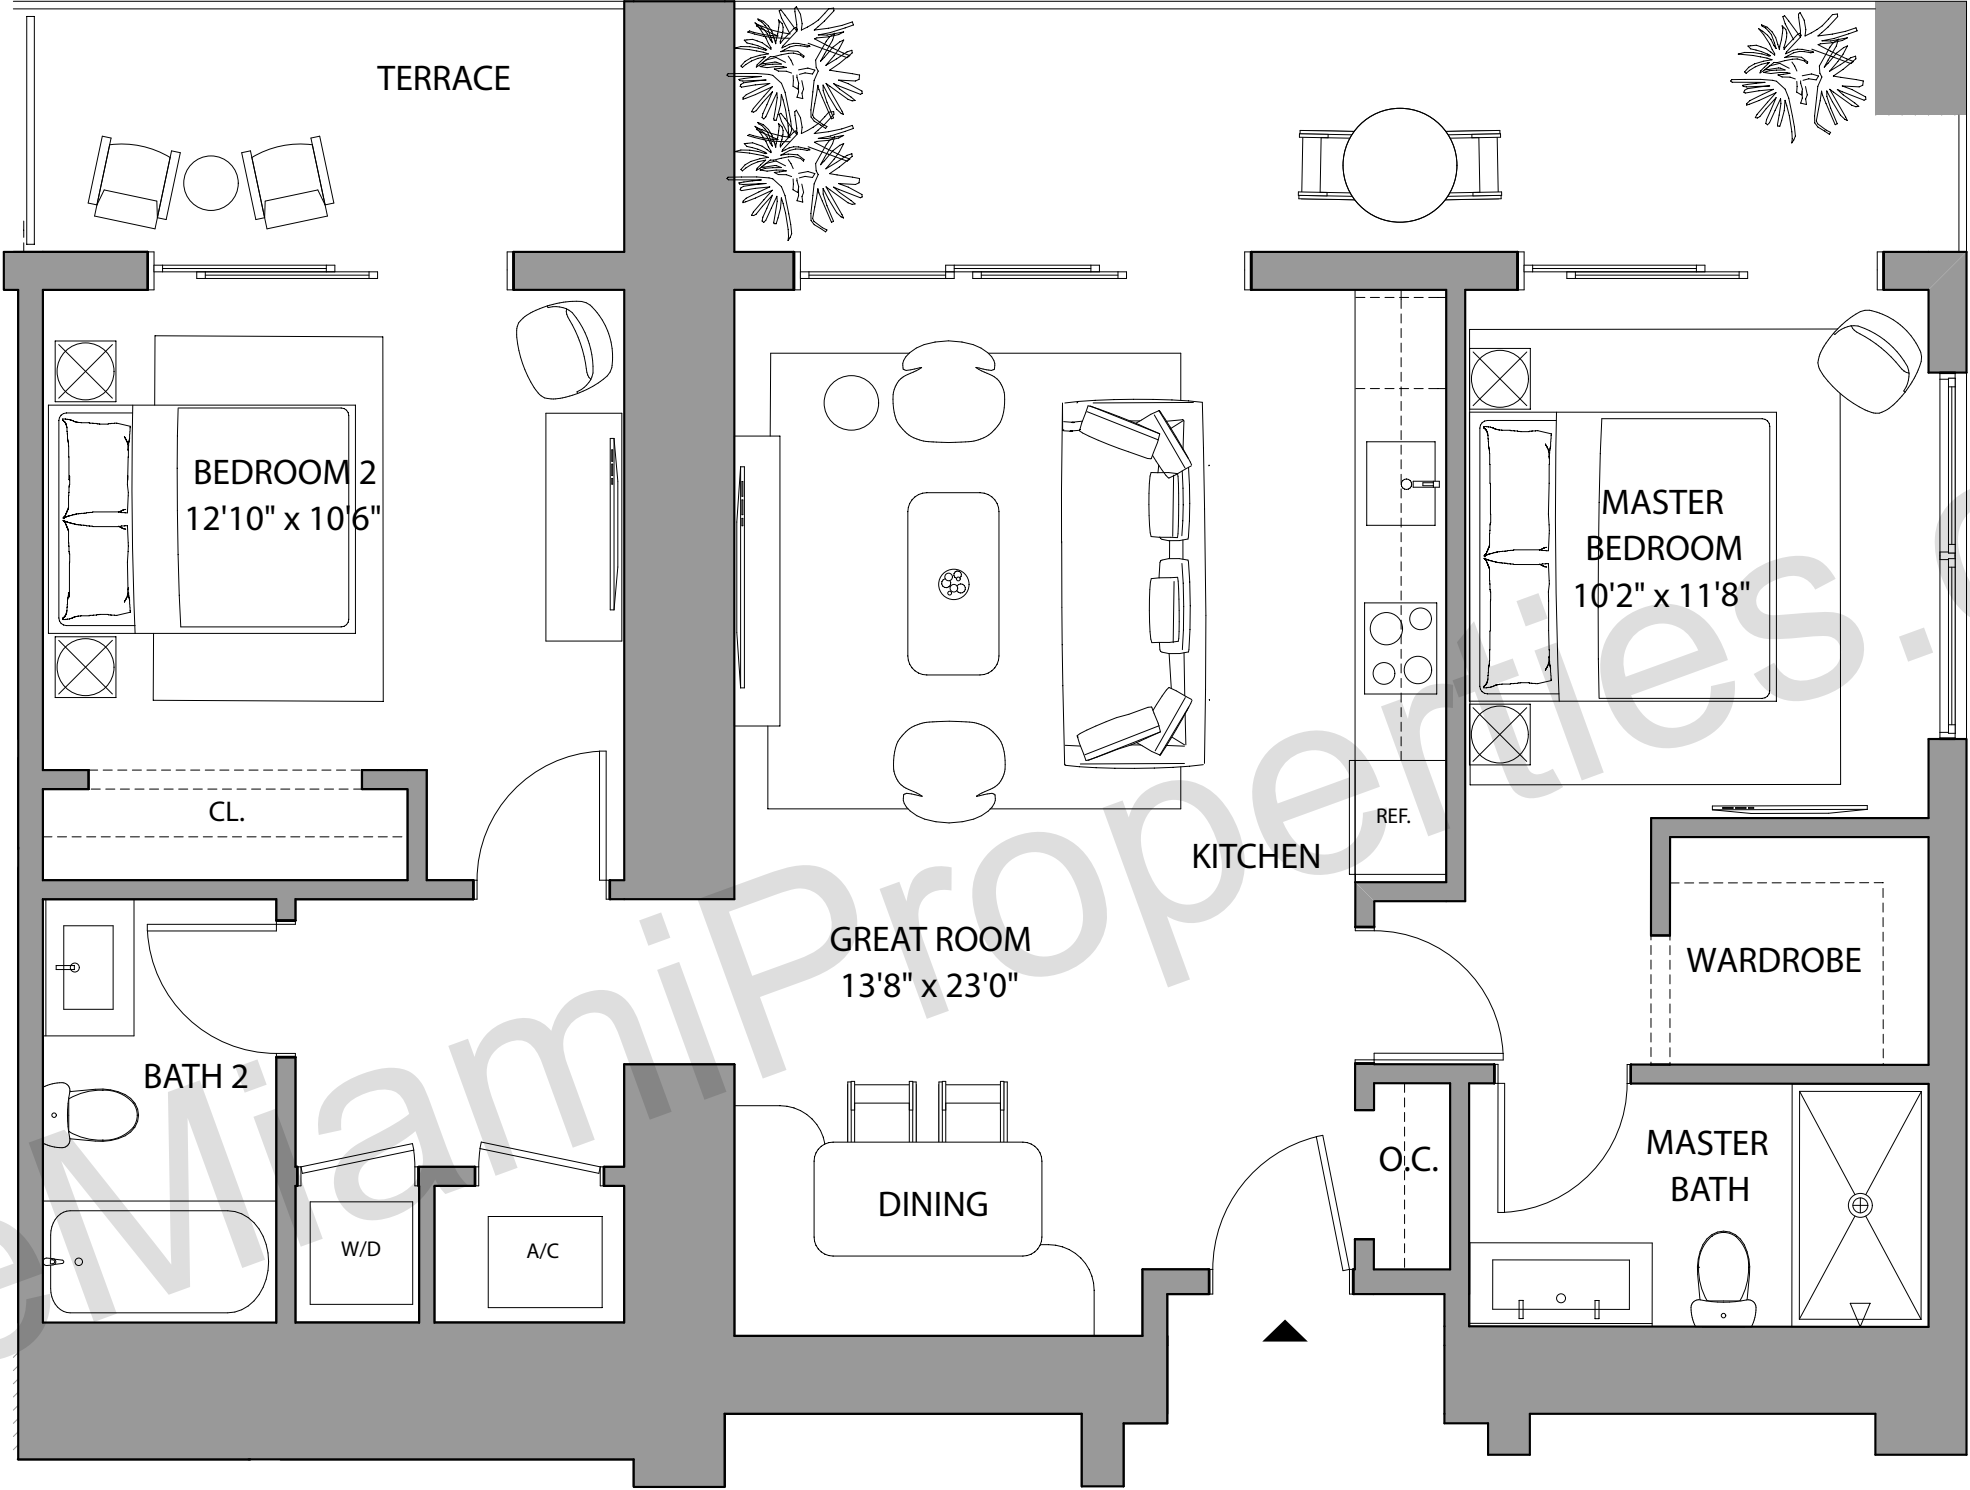 TERRACE
BEDROOM 2
12'10" x 10'6"
MASTER
BEDROOM
10'2" x 11'8"
CL.
REF.
KITCHEN
GREAT ROOM
13'8" x 23'0"
WARDROBE
BATH 2
O.C.
MASTER
BATH
DINING
W/D
A/C
eMiamiProperties.c